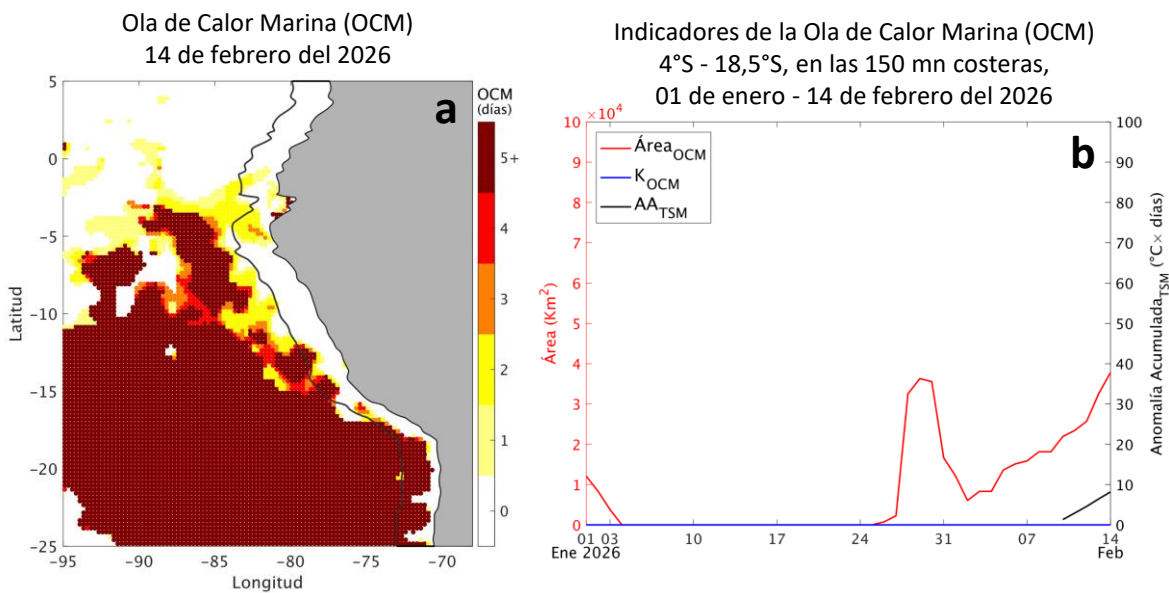 Ola de Calor Marina (OCM)
14 de febrero del 2026
a
OCM
(días)
5+
4
3
2
1
0
5
0
−5
−10
−15
−20
−25
Latitud
−95
−90
−85
−80
−75
−70
Longitud
Indicadores de la Ola de Calor Marina (OCM)
4°S - 18,5°S, en las 150 mn costeras,
01 de enero - 14 de febrero del 2026
b
×10⁴
10
9
8
7
6
5
4
3
2
1
0
Área (Km²)
Área_OCM
K_OCM
AA_TSM
100
90
80
70
60
50
40
30
20
10
0
Anomalía Acumulada_TSM (°C× días)
01 03 10 17 24 31 07 14
Ene 2026 Feb